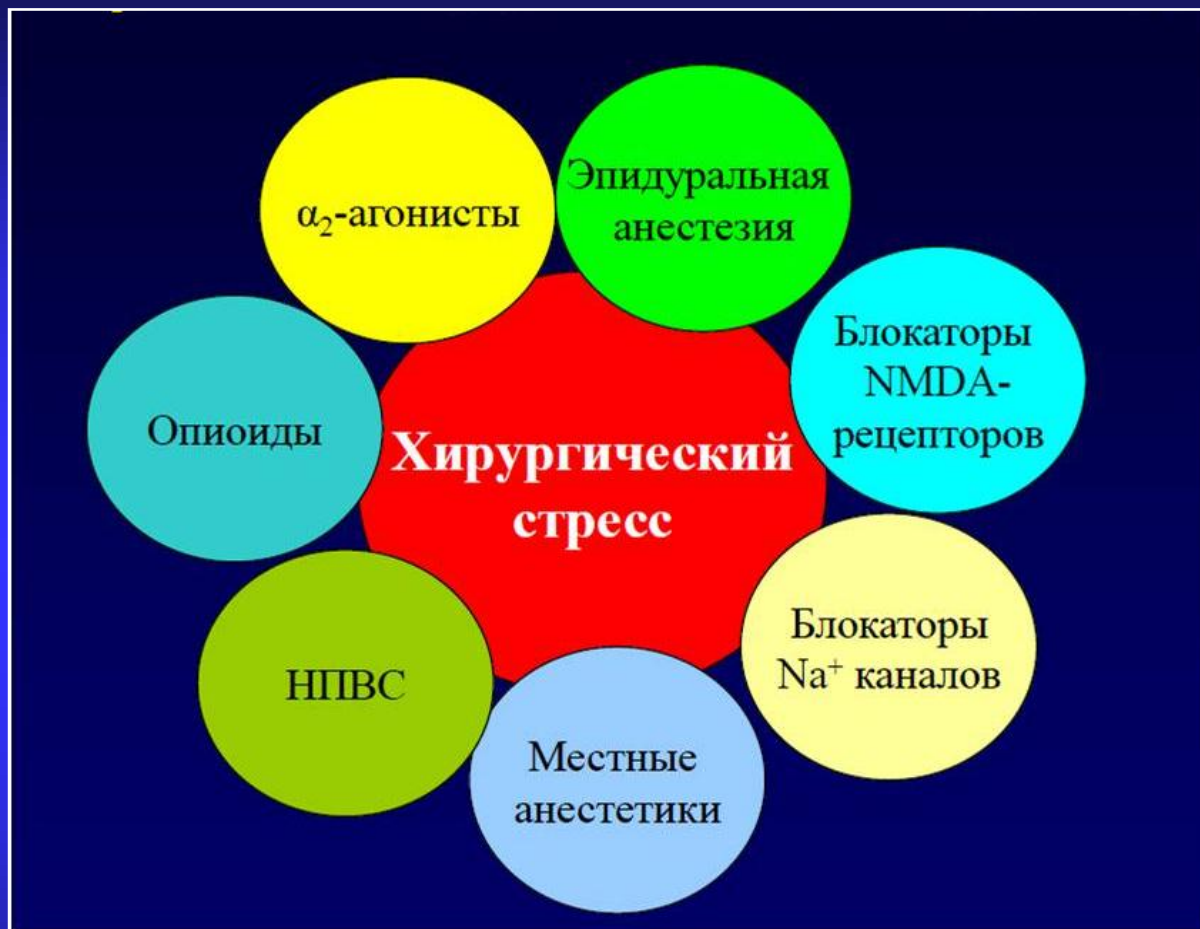 α₂-агонисты
Эпидуральная
анестезия
Блокаторы
NMDA-
рецепторов
Опиоиды
Хирургический
стресс
Блокаторы
Na⁺ каналов
НПВС
Местные
анестетики